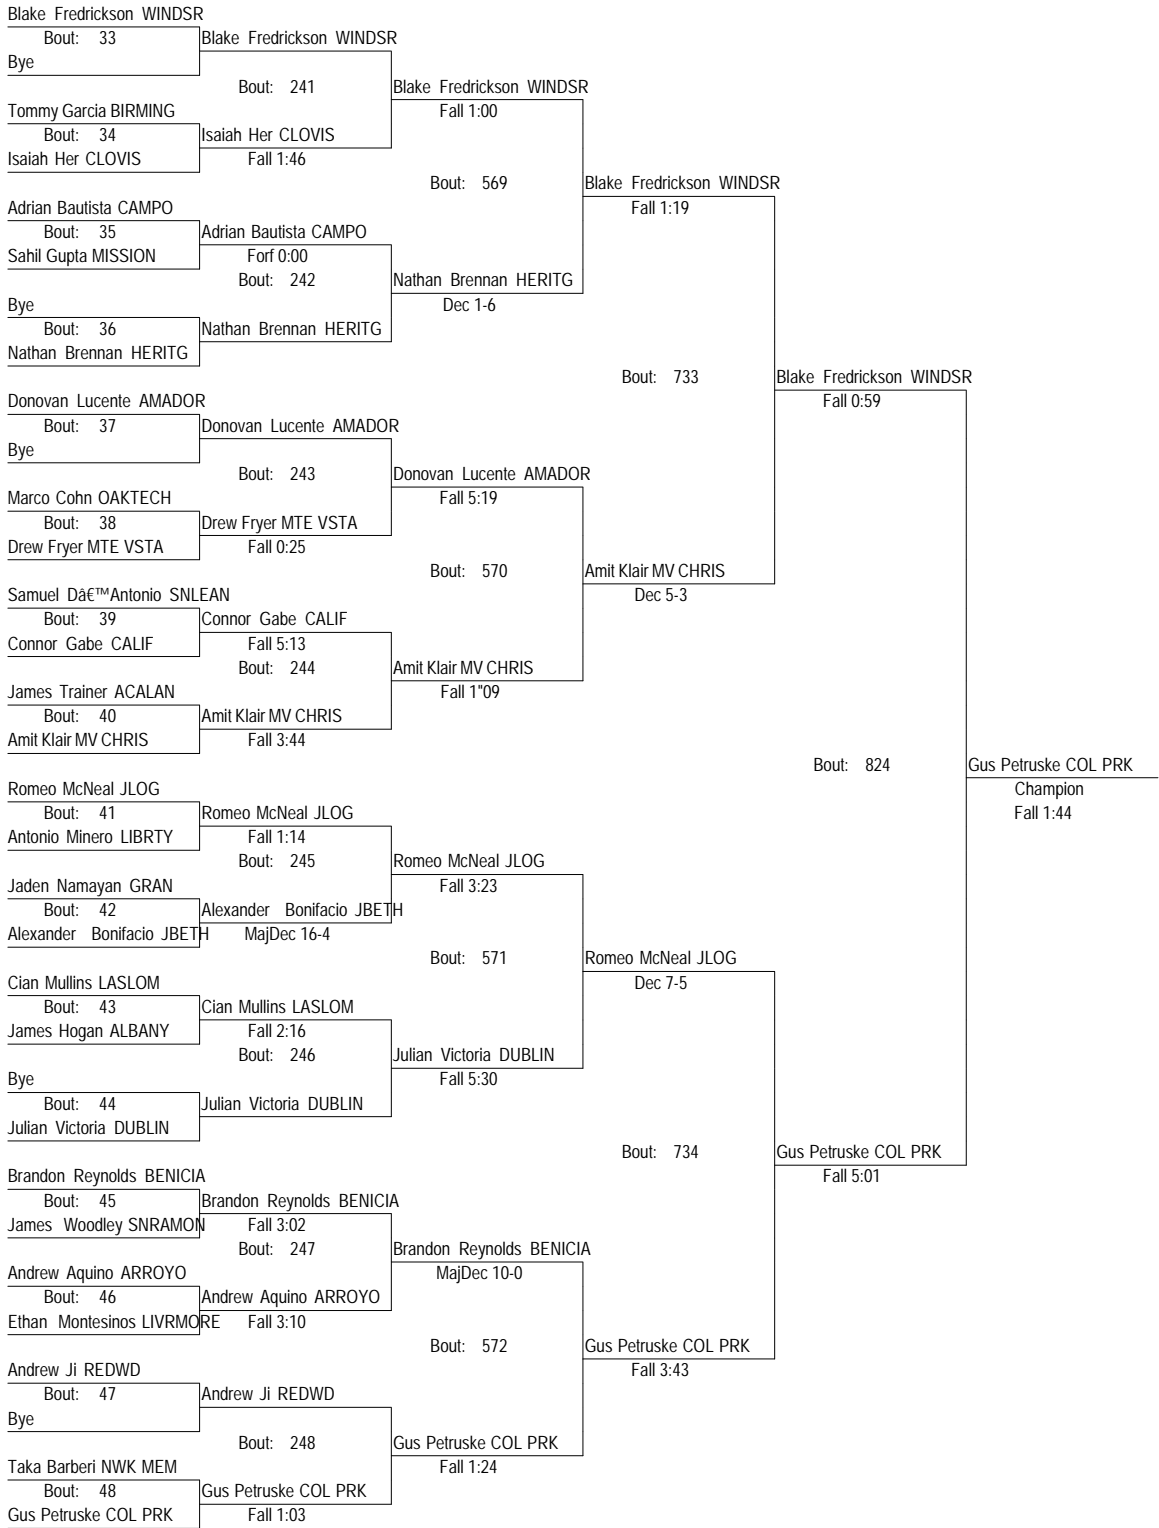 Blake Fredrickson WINDSR
Bout: 33
Blake Fredrickson WINDSR
Bye
Bout: 241
Blake Fredrickson WINDSR
Tommy Garcia BIRMING
Fall 1:00
Bout: 34
Isaiah Her CLOVIS
Isaiah Her CLOVIS
Fall 1:46
Bout: 569
Blake Fredrickson WINDSR
Adrian Bautista CAMPO
Fall 1:19
Bout: 35
Adrian Bautista CAMPO
Sahil Gupta MISSION
Forf 0:00
Bout: 242
Nathan Brennan HERITG
Bye
Dec 1-6
Bout: 36
Nathan Brennan HERITG
Nathan Brennan HERITG
Bout: 733
Blake Fredrickson WINDSR
Donovan Lucente AMADOR
Fall 0:59
Bout: 37
Donovan Lucente AMADOR
Bye
Bout: 243
Donovan Lucente AMADOR
Marco Cohn OAKTECH
Fall 5:19
Bout: 38
Drew Fryer MTE VSTA
Drew Fryer MTE VSTA
Fall 0:25
Bout: 570
Amit Klair MV CHRIS
Samuel Dâ€™Antonio SNLEAN
Dec 5-3
Bout: 39
Connor Gabe CALIF
Connor Gabe CALIF
Fall 5:13
Bout: 244
Amit Klair MV CHRIS
James Trainer ACALAN
Fall 1"09
Bout: 40
Amit Klair MV CHRIS
Amit Klair MV CHRIS
Fall 3:44
Bout: 824
Gus Petruske COL PRK
Romeo McNeal JLOG
Champion
Bout: 41
Romeo McNeal JLOG
Fall 1:44
Antonio Minero LIBRTY
Fall 1:14
Bout: 245
Romeo McNeal JLOG
Jaden Namayan GRAN
Fall 3:23
Bout: 42
Alexander Bonifacio JBETH
Alexander Bonifacio JBETH
MajDec 16-4
Bout: 571
Romeo McNeal JLOG
Cian Mullins LASLOM
Dec 7-5
Bout: 43
Cian Mullins LASLOM
James Hogan ALBANY
Fall 2:16
Bout: 246
Julian Victoria DUBLIN
Bye
Fall 5:30
Bout: 44
Julian Victoria DUBLIN
Julian Victoria DUBLIN
Bout: 734
Gus Petruske COL PRK
Brandon Reynolds BENICIA
Fall 5:01
Bout: 45
Brandon Reynolds BENICIA
James Woodley SNRAMON
Fall 3:02
Bout: 247
Brandon Reynolds BENICIA
Andrew Aquino ARROYO
MajDec 10-0
Bout: 46
Andrew Aquino ARROYO
Ethan Montesinos LIVRMORE
Fall 3:10
Bout: 572
Gus Petruske COL PRK
Andrew Ji REDWD
Fall 3:43
Bout: 47
Andrew Ji REDWD
Bye
Bout: 248
Gus Petruske COL PRK
Taka Barberi NWK MEM
Fall 1:24
Bout: 48
Gus Petruske COL PRK
Gus Petruske COL PRK
Fall 1:03